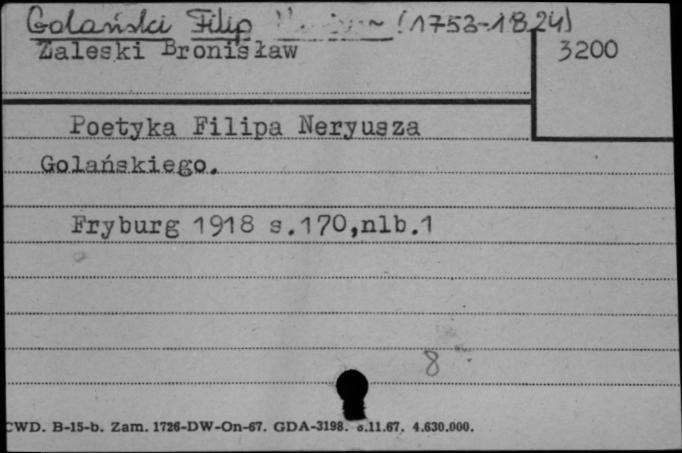 Golański Filip (1753-1824)
Zaleski Bronisław
3200
Poetyka Filipa Neryusza
Golańskiego.
Fryburg 1918 s.170,nlb.1
8
CWD. B-15-b. Zam. 1726-DW-On-67. GDA-3198. .11.67. 4.630.000.